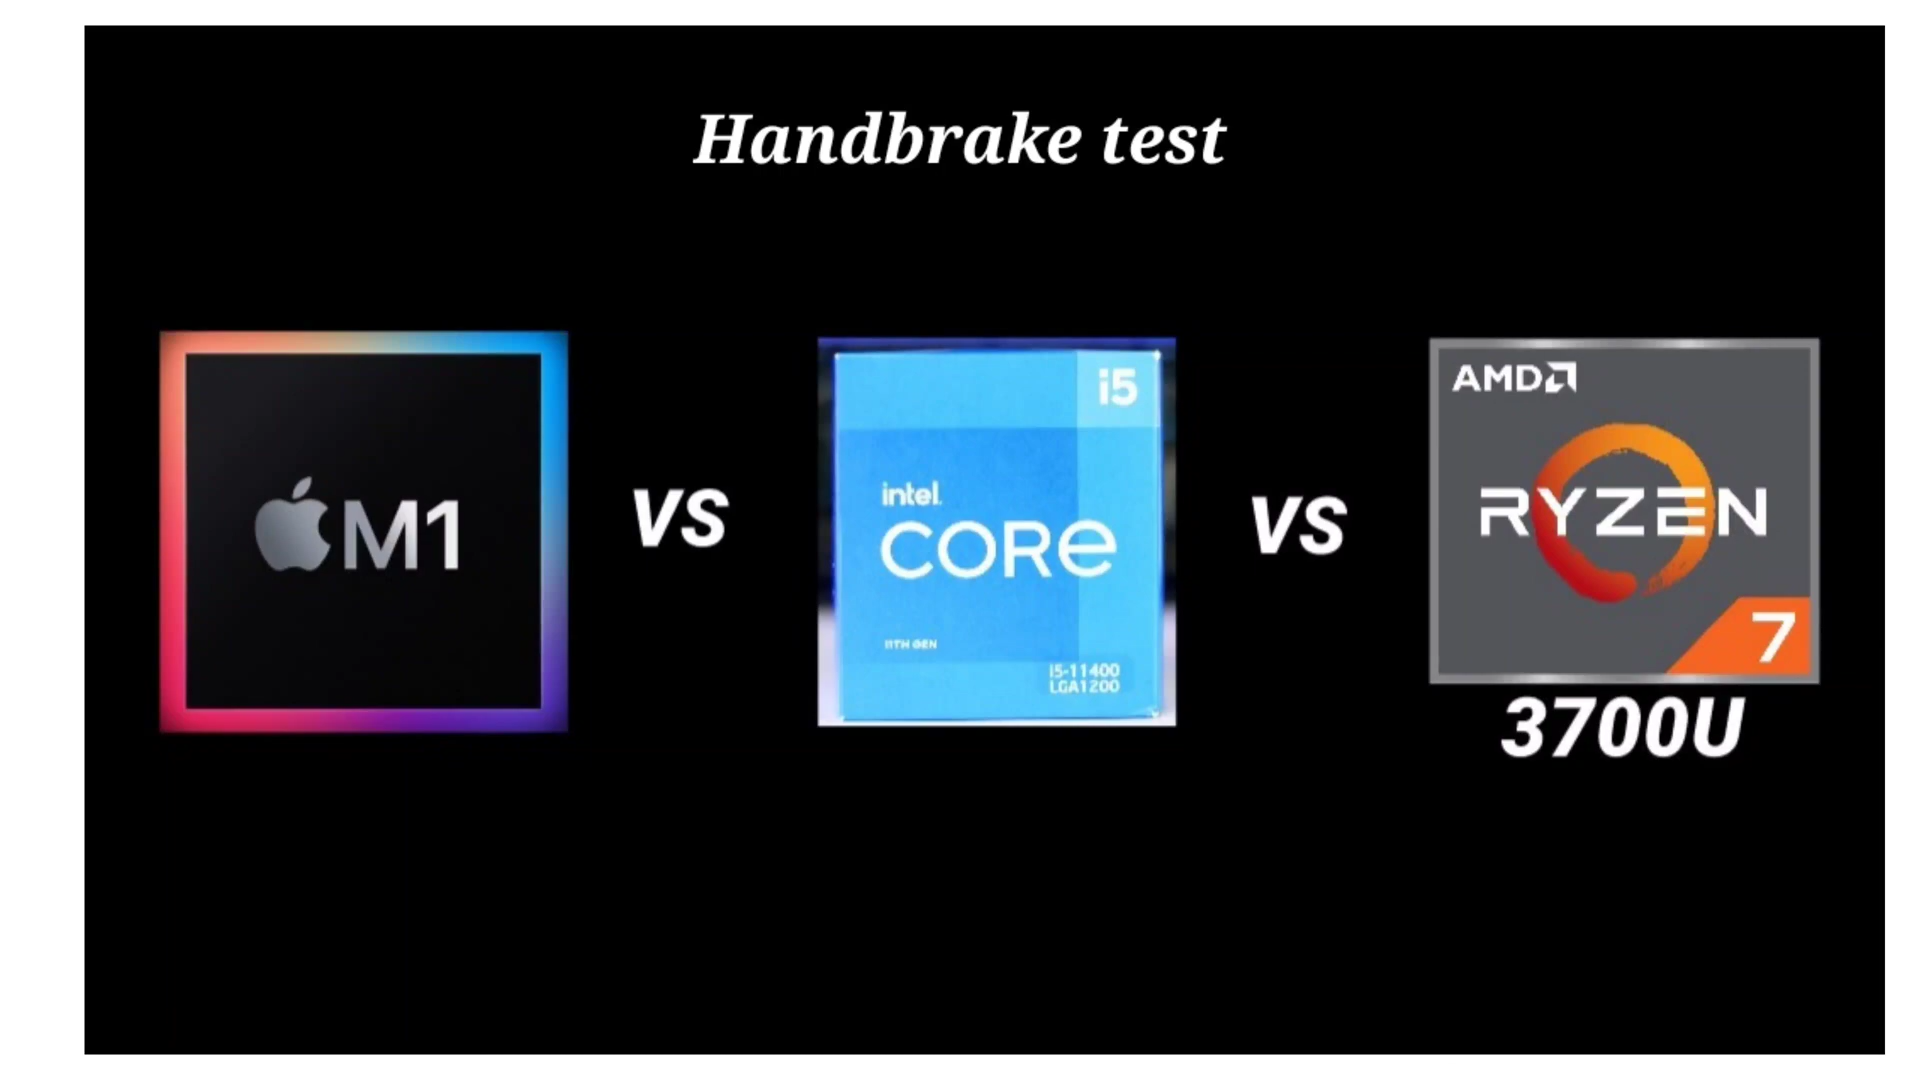 Handbrake test
M1
VS
i5
intel
CORE
11TH GEN
i5-11400
LGA1200
VS
AMD
RYZEN
7
3700U